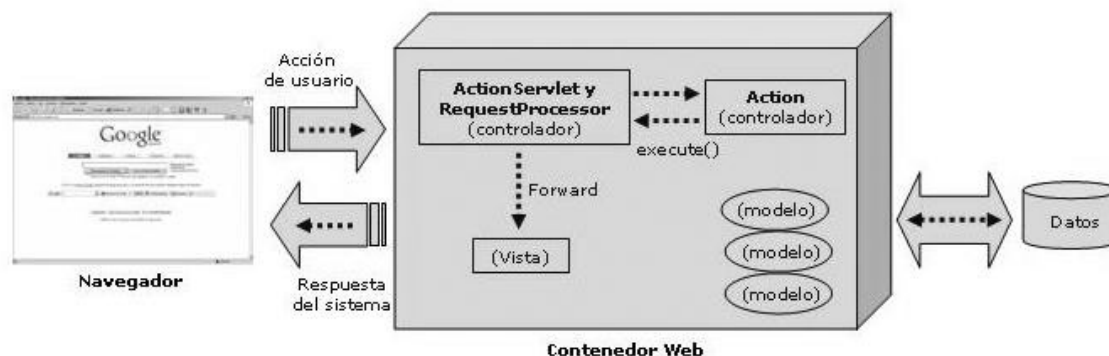 Acción
de usuario
ActionServlet y
RequestProcessor
(controlador)
Action
(controlador)
execute()
Forward
(Vista)
(modelo)
(modelo)
(modelo)
Datos
Google
Navegador
Respuesta
del sistema
Contenedor Web